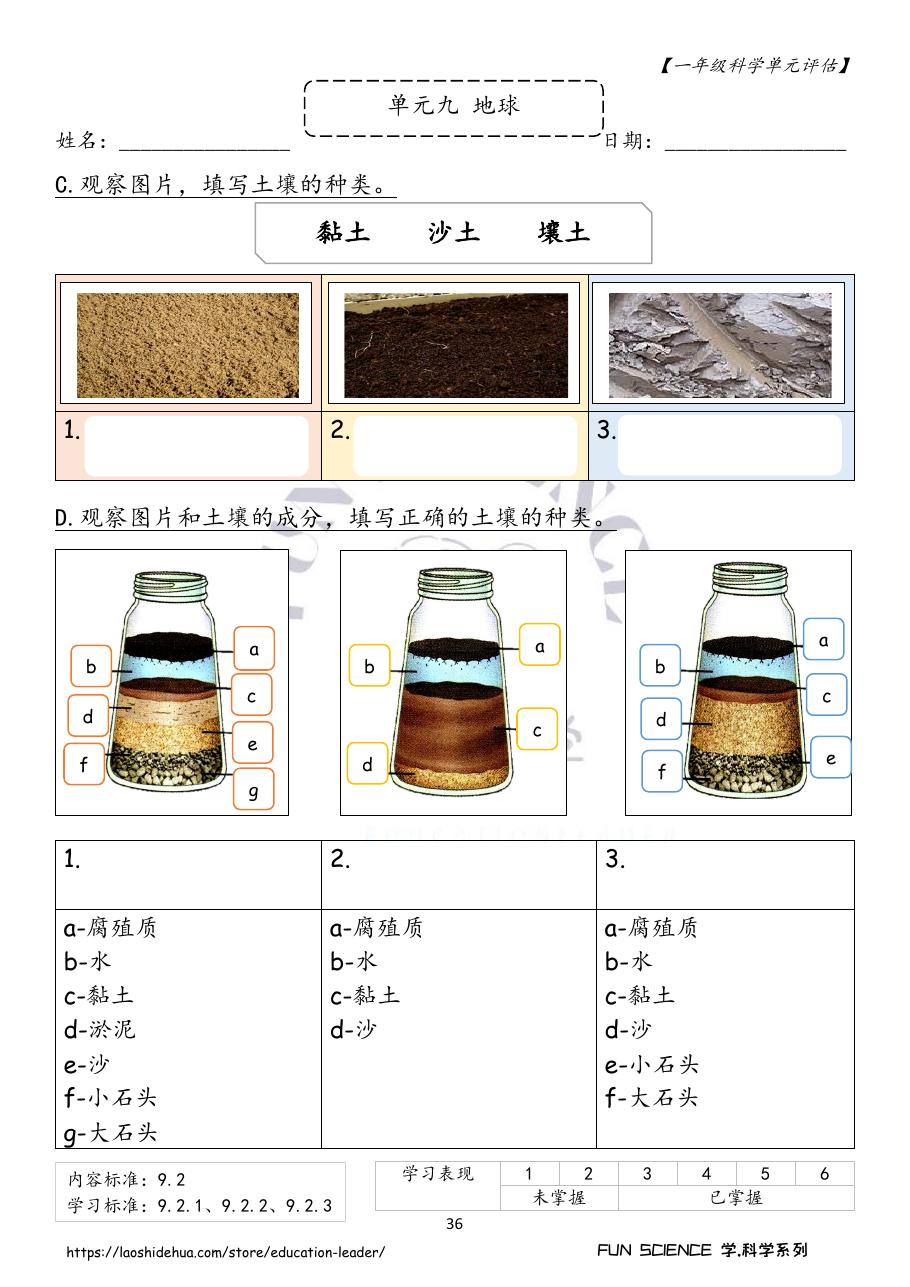 【一年级科学单元评估】
单元九 地球
姓名：________________ 日期：_________________
C.观察图片，填写土壤的种类。
黏土 沙土 壤土
1. 2. 3.
D.观察图片和土壤的成分，填写正确的土壤的种类。
a b c d e f g
a b c d
a b c d e f
1. 2. 3.
a-腐殖质 a-腐殖质 a-腐殖质
b-水 b-水 b-水
c-黏土 c-黏土 c-黏土
d-淤泥 d-沙 d-沙
e-沙 e-小石头
f-小石头 f-大石头
g-大石头
内容标准：9.2
学习标准：9.2.1、9.2.2、9.2.3
学习表现 1 2 3 4 5 6
未掌握 已掌握
36
https://laoshidehua.com/store/education-leader/ FUN SCIENCE 学.科学系列